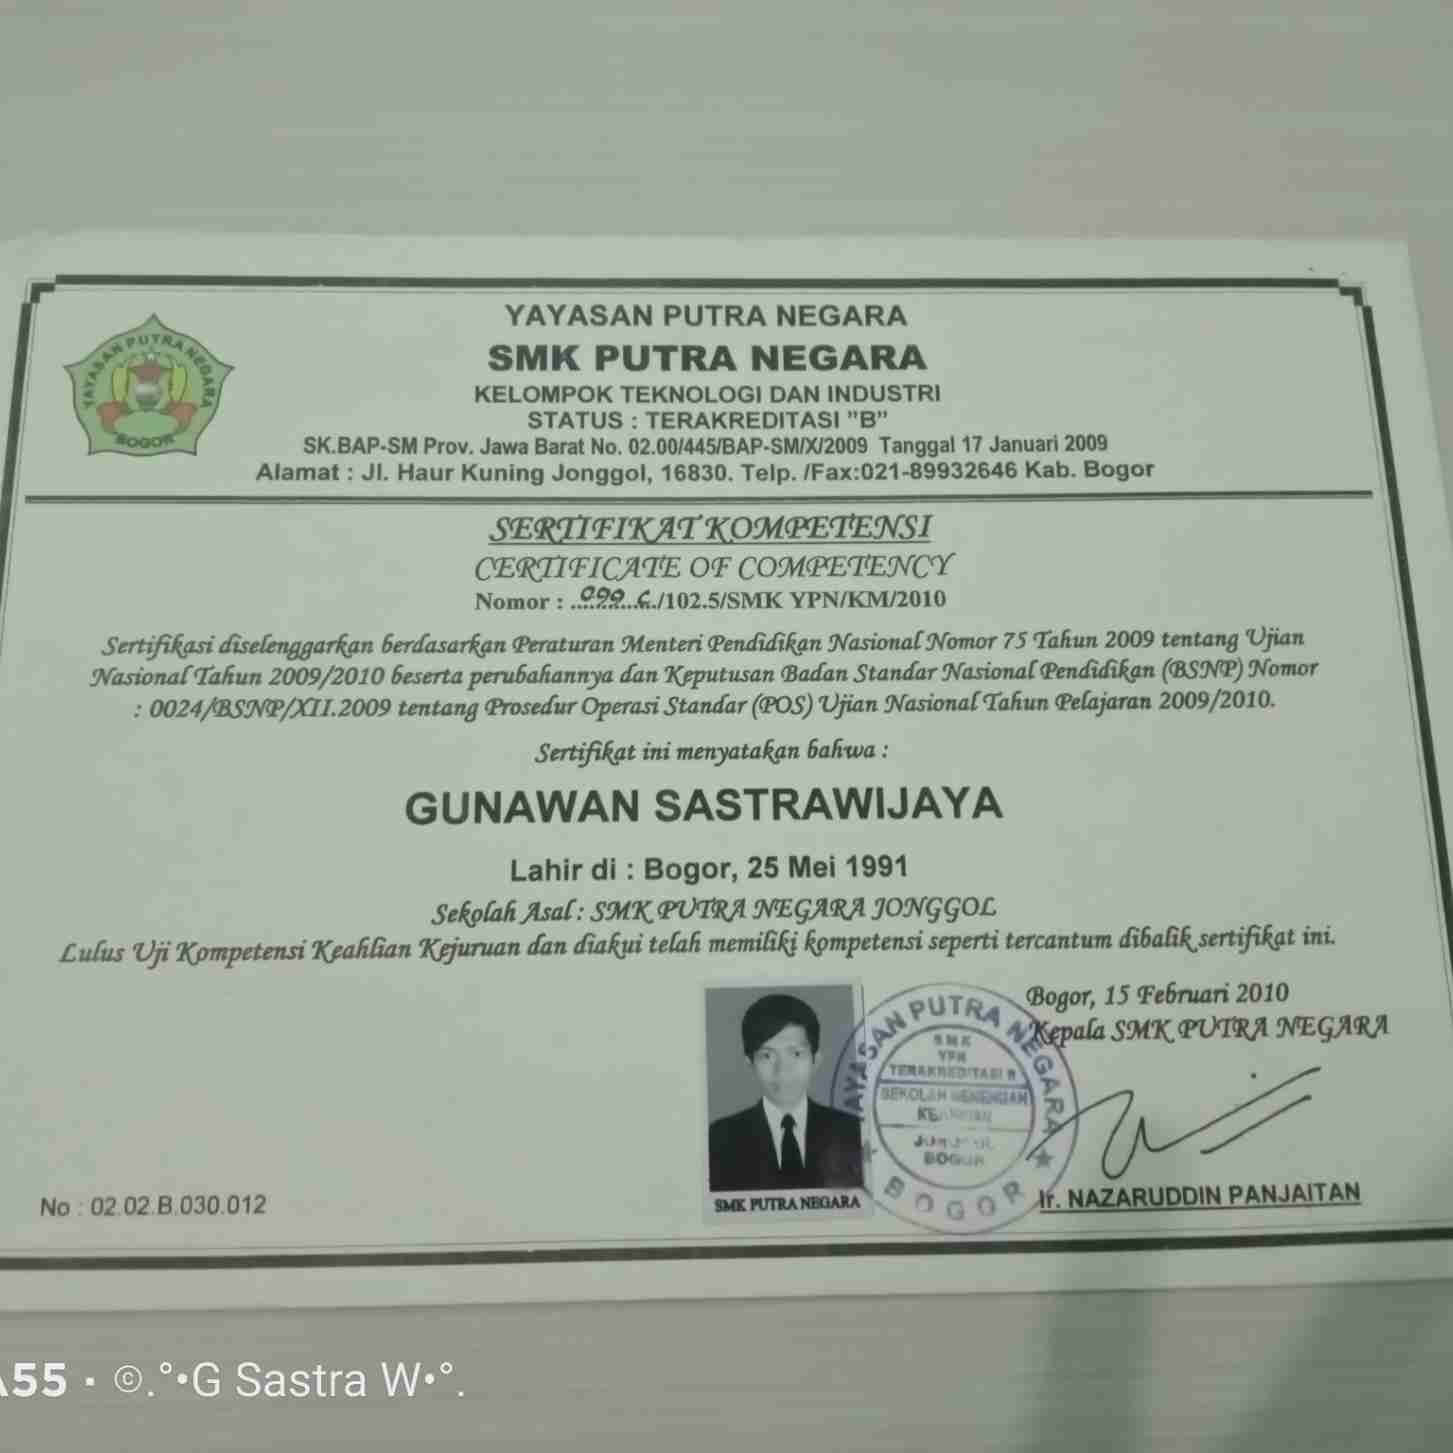 YAYASAN PUTRA NEGARA
SMK PUTRA NEGARA
KELOMPOK TEKNOLOGI DAN INDUSTRI
STATUS : TERAKREDITASI "B"
SK.BAP-SM Prov. Jawa Barat No. 02.00/445/BAP-SM/X/2009 Tanggal 17 Januari 2009
Alamat : Jl. Haur Kuning Jonggol, 16830. Telp. /Fax:021-89932646 Kab. Bogor
YAYASAN PUTRA NEGARA
BOGOR
SERTIFIKAT KOMPETENSI
CERTIFICATE OF COMPETENCY
Nomor : /102.5/SMK YPN/KM/2010
Sertifikasi diselenggarkan berdasarkan Peraturan Menteri Pendidikan Nasional Nomor 75 Tahun 2009 tentang Ujian
Nasional Tahun 2009/2010 beserta perubahannya dan Keputusan Badan Standar Nasional Pendidikan (BSNP) Nomor
: 0024/BSNP/XII.2009 tentang Prosedur Operasi Standar (POS) Ujian Nasional Tahun Pelajaran 2009/2010.
Sertifikat ini menyatakan bahwa :
GUNAWAN SASTRAWIJAYA
Lahir di : Bogor, 25 Mei 1991
Sekolah Asal : SMK PUTRA NEGARA JONGGOL
Lulus Uji Kompetensi Keahlian Kejuruan dan diakui telah memiliki kompetensi seperti tercantum dibalik sertifikat ini.
Bogor, 15 Februari 2010
Kepala SMK PUTRA NEGARA
YAYASAN PUTRA NEGARA
SMK
YPN
TERAKREDITASI B
BOGOR
BOGOR
SMK PUTRA NEGARA
Ir. NAZARUDDIN PANJAITAN
No : 02.02.B.030.012
A55 · ©.°•G Sastra W•°.